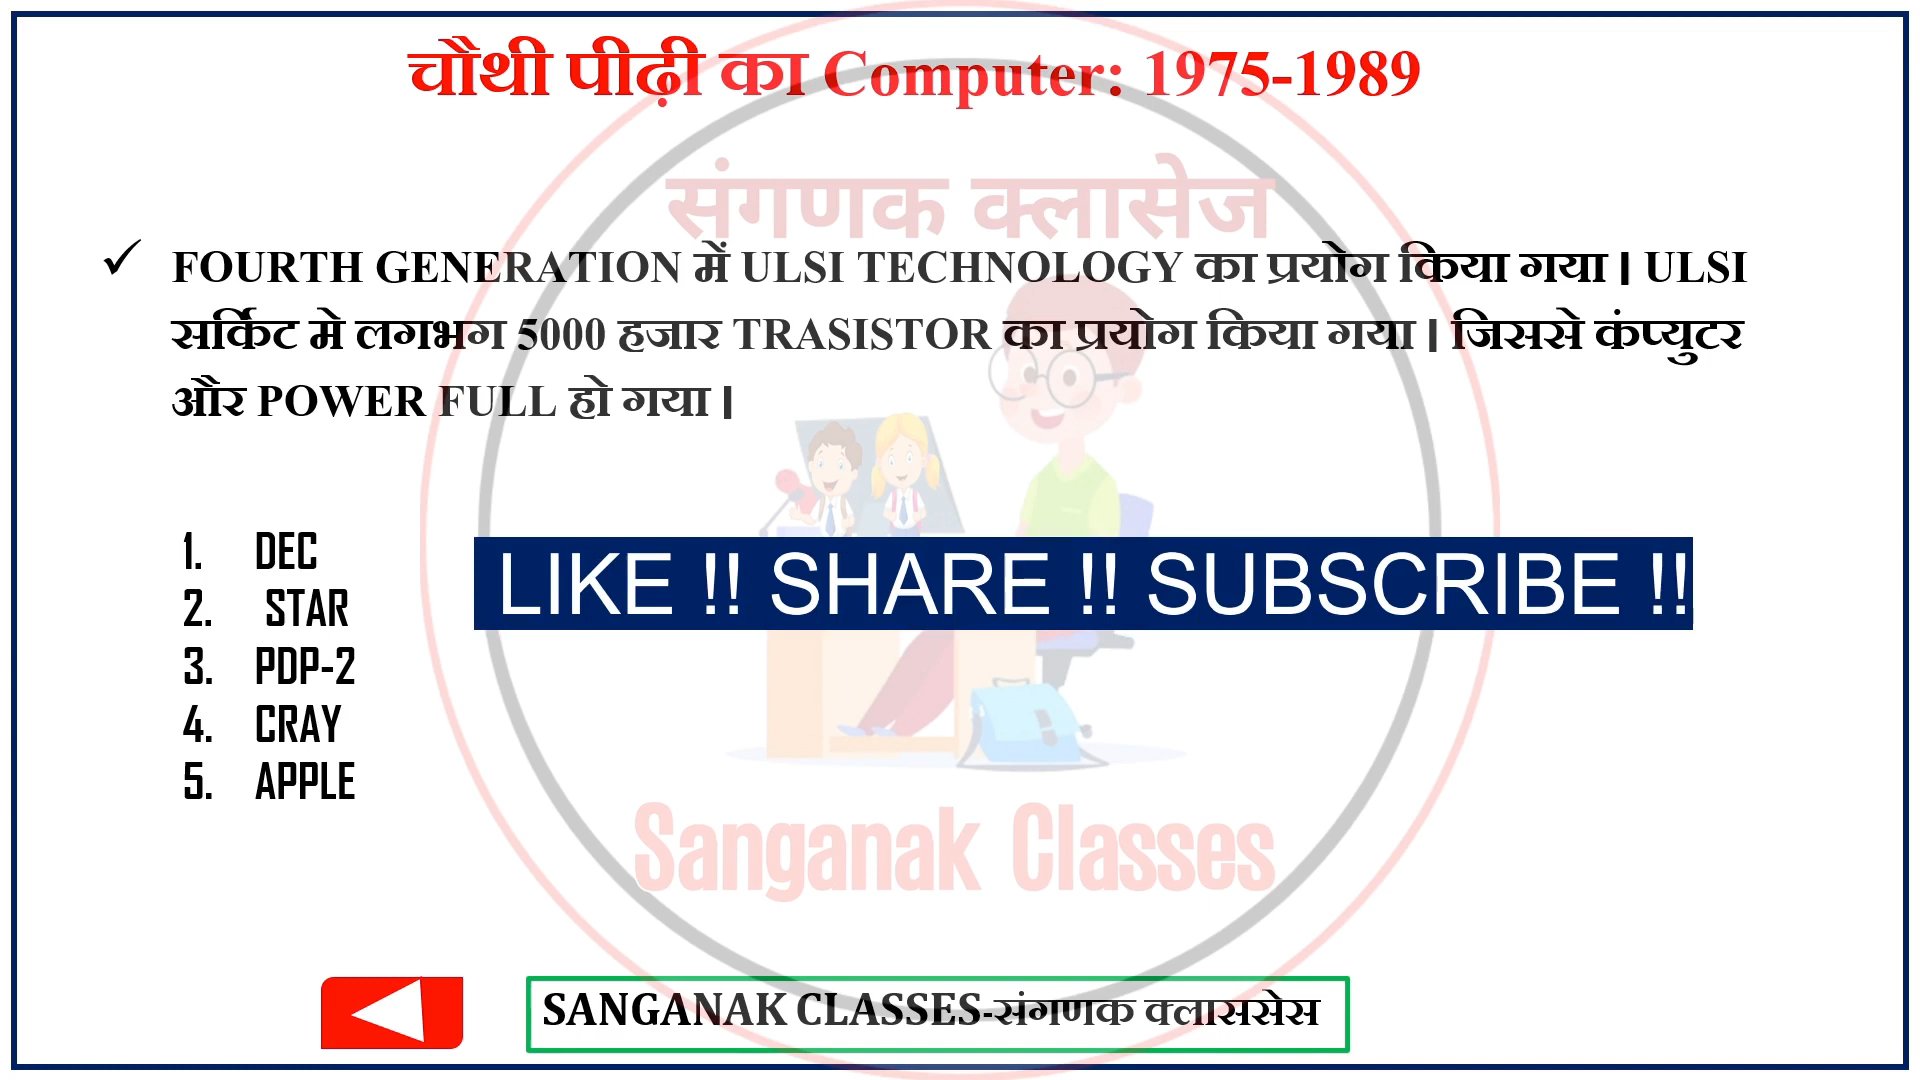 चौथी पीढ़ी का Computer: 1975-1989
संगणक क्लासेज
✓ FOURTH GENERATION में ULSI TECHNOLOGY का प्रयोग किया गया । ULSI
सर्किट मे लगभग 5000 हजार TRASISTOR का प्रयोग किया गया । जिससे कंप्युटर
और POWER FULL हो गया ।
1. DEC
LIKE !! SHARE !! SUBSCRIBE !!
2. STAR
3. PDP-2
4. CRAY
5. APPLE
Sanganak Classes
SANGANAK CLASSES-संगणक क्लाससेस